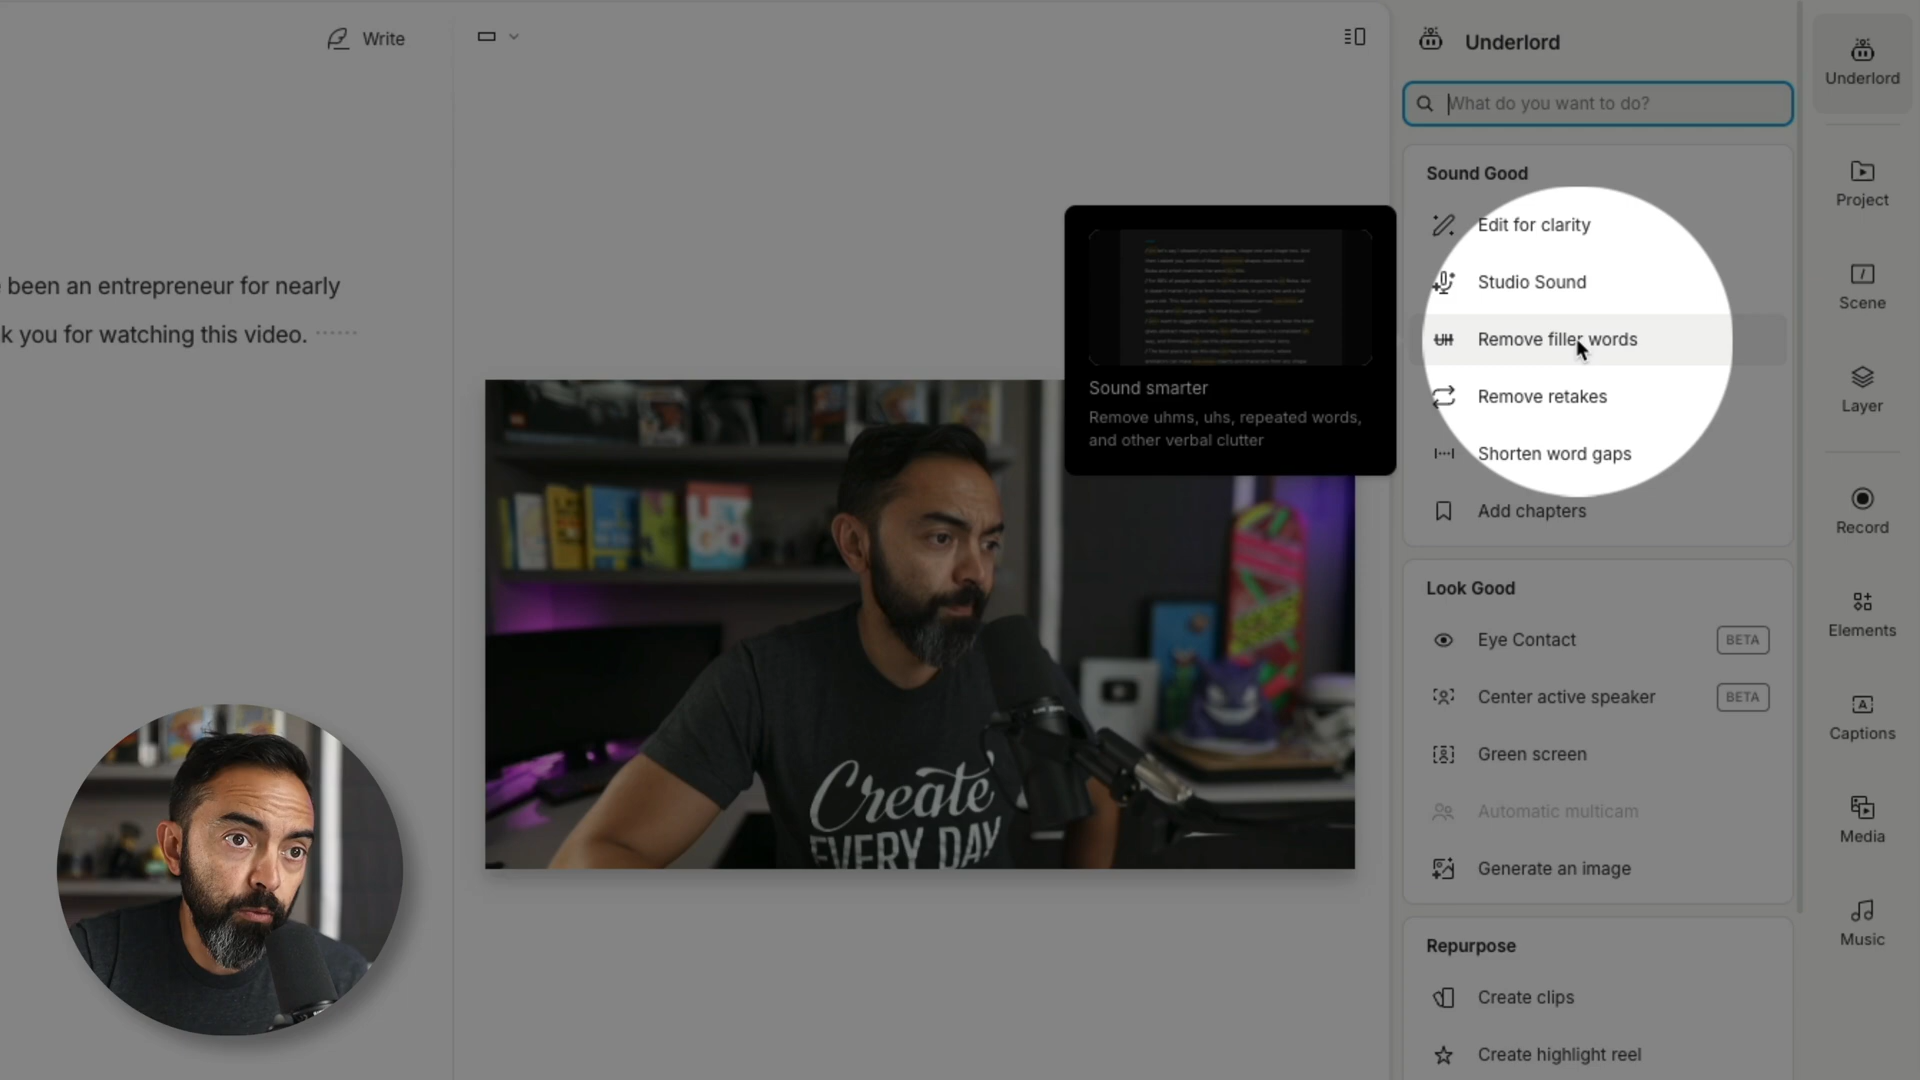 Write
been an entrepreneur for nearly
k you for watching this video.
Underlord
What do you want to do?
Sound Good
Edit for clarity
Studio Sound
Remove filler words
Remove retakes
Shorten word gaps
Add chapters
Sound smarter
Remove uhms, uhs, repeated words,
and other verbal clutter
Look Good
Eye Contact BETA
Center active speaker BETA
Green screen
Automatic multicam
Generate an image
Repurpose
Create clips
Create highlight reel
Underlord
Project
Scene
Layer
Record
Elements
Captions
Media
Music
Create
EVERY DAY